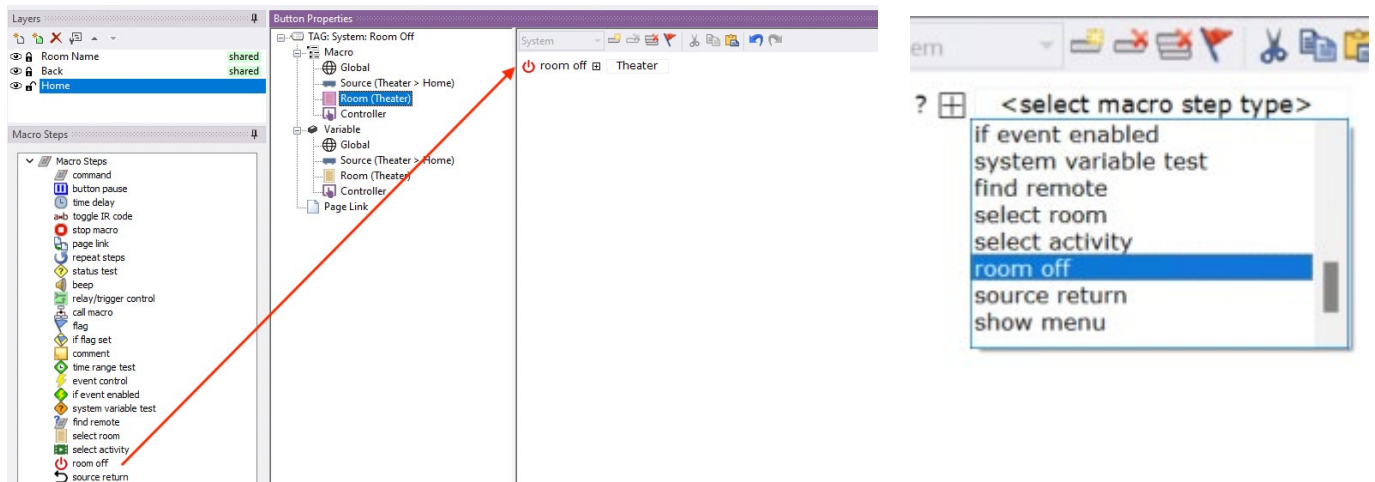 Layers
Room Name shared
Back shared
Home
Macro Steps
Macro Steps
command
button pause
time delay
a»b toggle IR code
stop macro
page link
repeat steps
status test
beep
relay/trigger control
call macro
flag
if flag set
comment
time range test
event control
if event enabled
system variable test
find remote
select room
select activity
room off
source return
Button Properties
TAG: System: Room Off
Macro
Global
Source (Theater > Home)
Room (Theater)
Controller
Variable
Global
Source (Theater > Home)
Room (Theater)
Controller
Page Link
System
room off Theater
em
? <select macro step type>
if event enabled
system variable test
find remote
select room
select activity
room off
source return
show menu